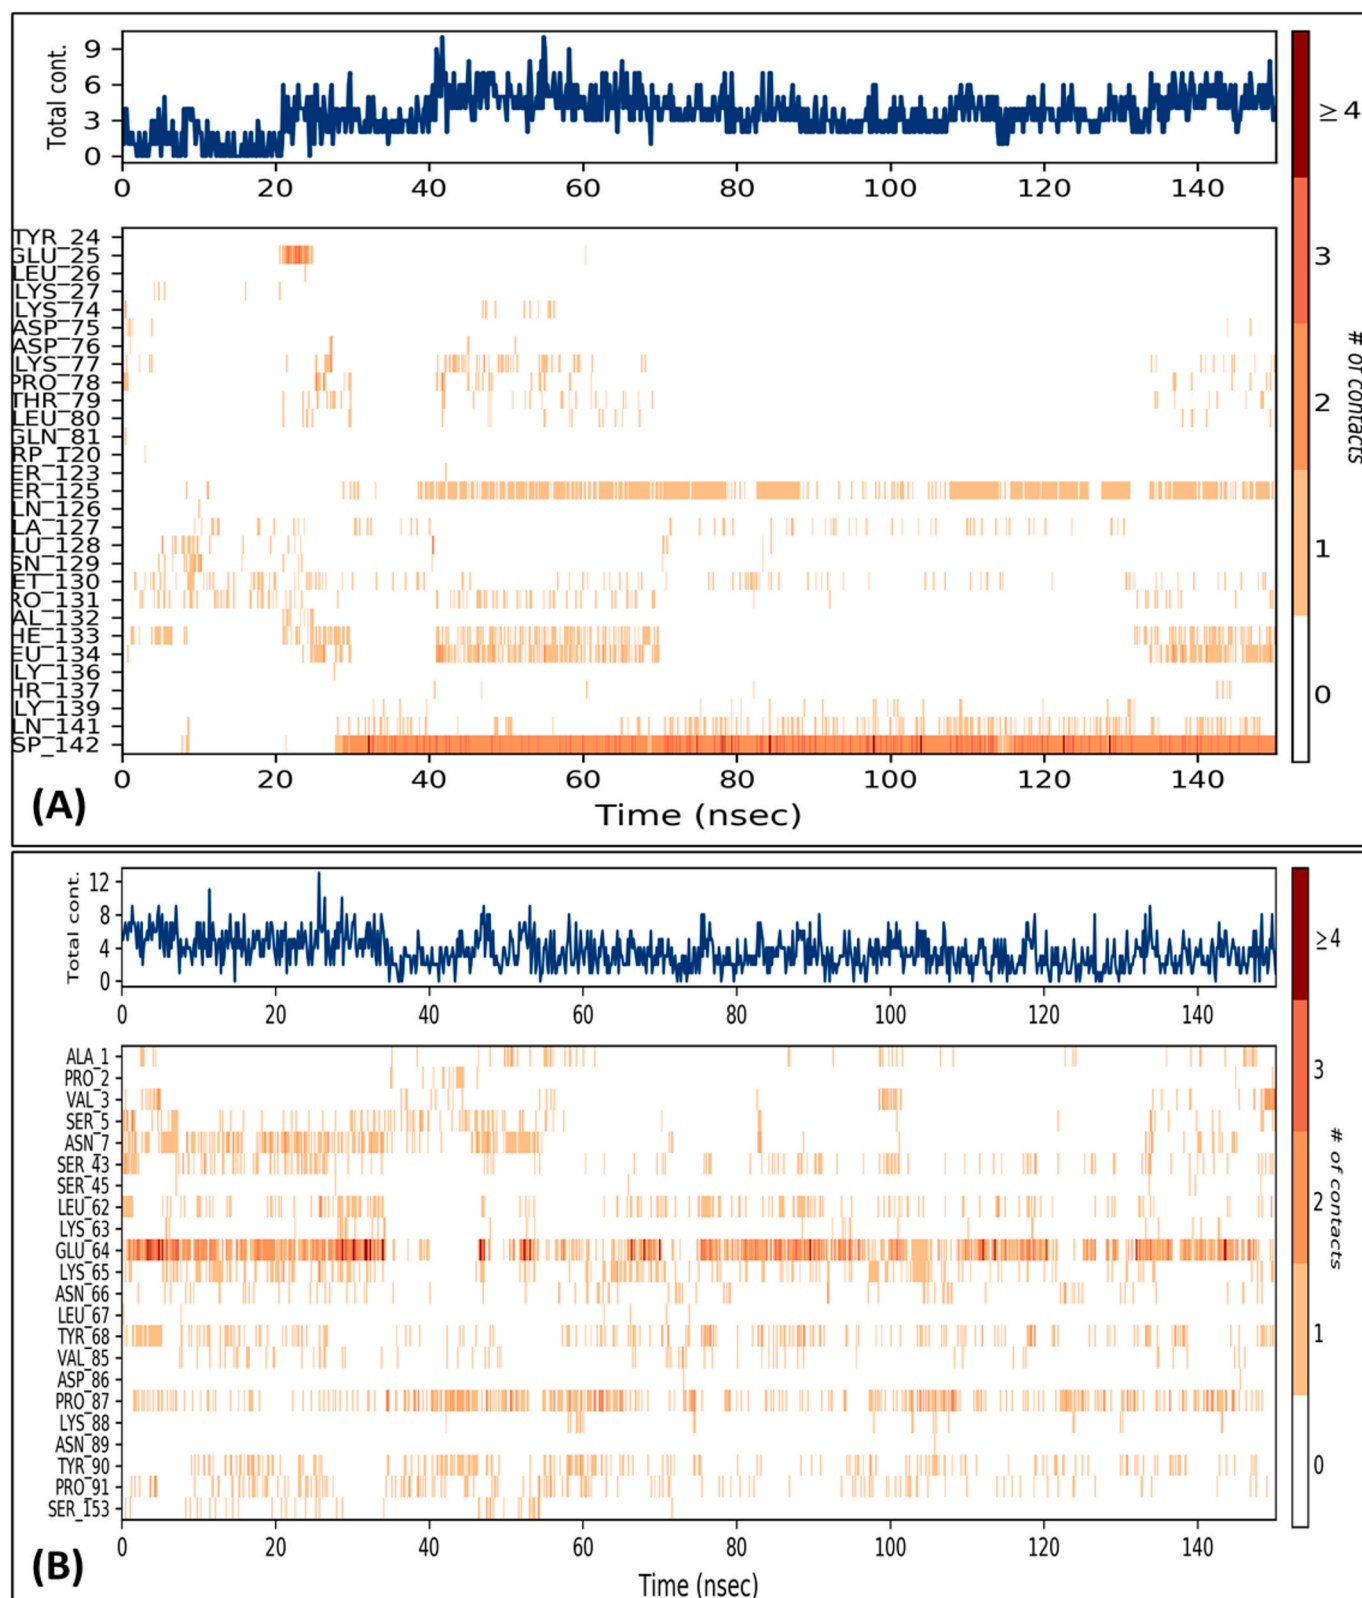 Total cont.
9
6
3
0
0 20 40 60 80 100 120 140
TYR_24
GLU_25
LEU_26
LYS_27
LYS_74
ASP_75
ASP_76
LYS_77
PRO_78
THR_79
LEU_80
GLN_81
RP_120
ER_123
ER_125
LN_126
LA_127
LU_128
SN_129
ET_130
RO_131
AL_132
HE_133
EU_134
LY_136
HR_137
LY_139
LN_141
SP_142
0 20 40 60 80 100 120 140
Time (nsec)
(A)
≥ 4
3
2
1
0
# of contacts
Total cont.
12
8
4
0
0 20 40 60 80 100 120 140
ALA_1
PRO_2
VAL_3
SER_5
ASN_7
SER_43
SER_45
LEU_62
LYS_63
GLU_64
LYS_65
ASN_66
LEU_67
TYR_68
VAL_85
ASP_86
PRO_87
LYS_88
ASN_89
TYR_90
PRO_91
SER_153
0 20 40 60 80 100 120 140
Time (nsec)
(B)
≥4
3
2
1
0
# of contacts